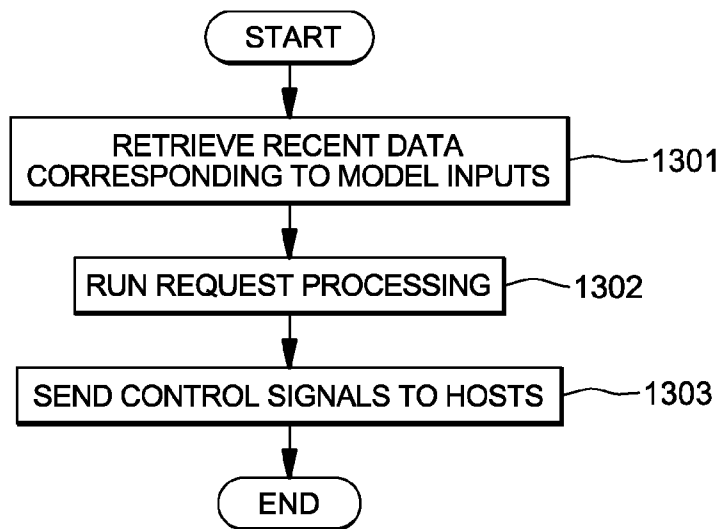 START
RETRIEVE RECENT DATA
CORRESPONDING TO MODEL INPUTS
1301
RUN REQUEST PROCESSING
1302
SEND CONTROL SIGNALS TO HOSTS
1303
END